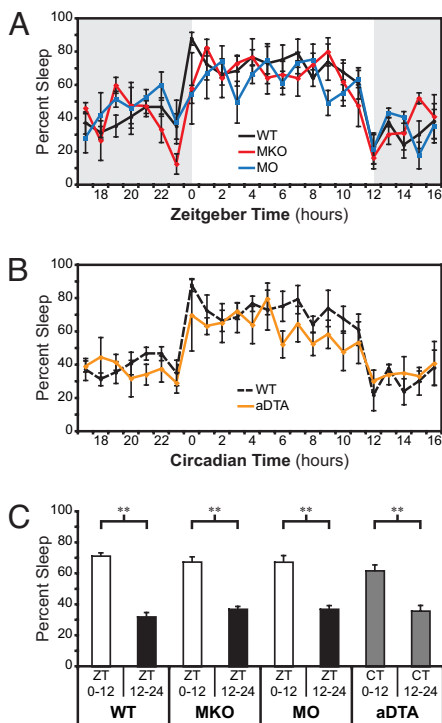 A
Percent Sleep
100
80
60
40
20
0
WT
MKO
MO
18 20 22 0 2 4 6 8 10 12 14 16
Zeitgeber Time (hours)
B
Percent Sleep
100
80
60
40
20
0
WT
aDTA
18 20 22 0 2 4 6 8 10 12 14 16
Circadian Time (hours)
C
Percent Sleep
100
80
60
40
20
0
** ** ** **
ZT ZT ZT ZT ZT ZT CT CT
0-12 12-24 0-12 12-24 0-12 12-24 0-12 12-24
WT MKO MO aDTA